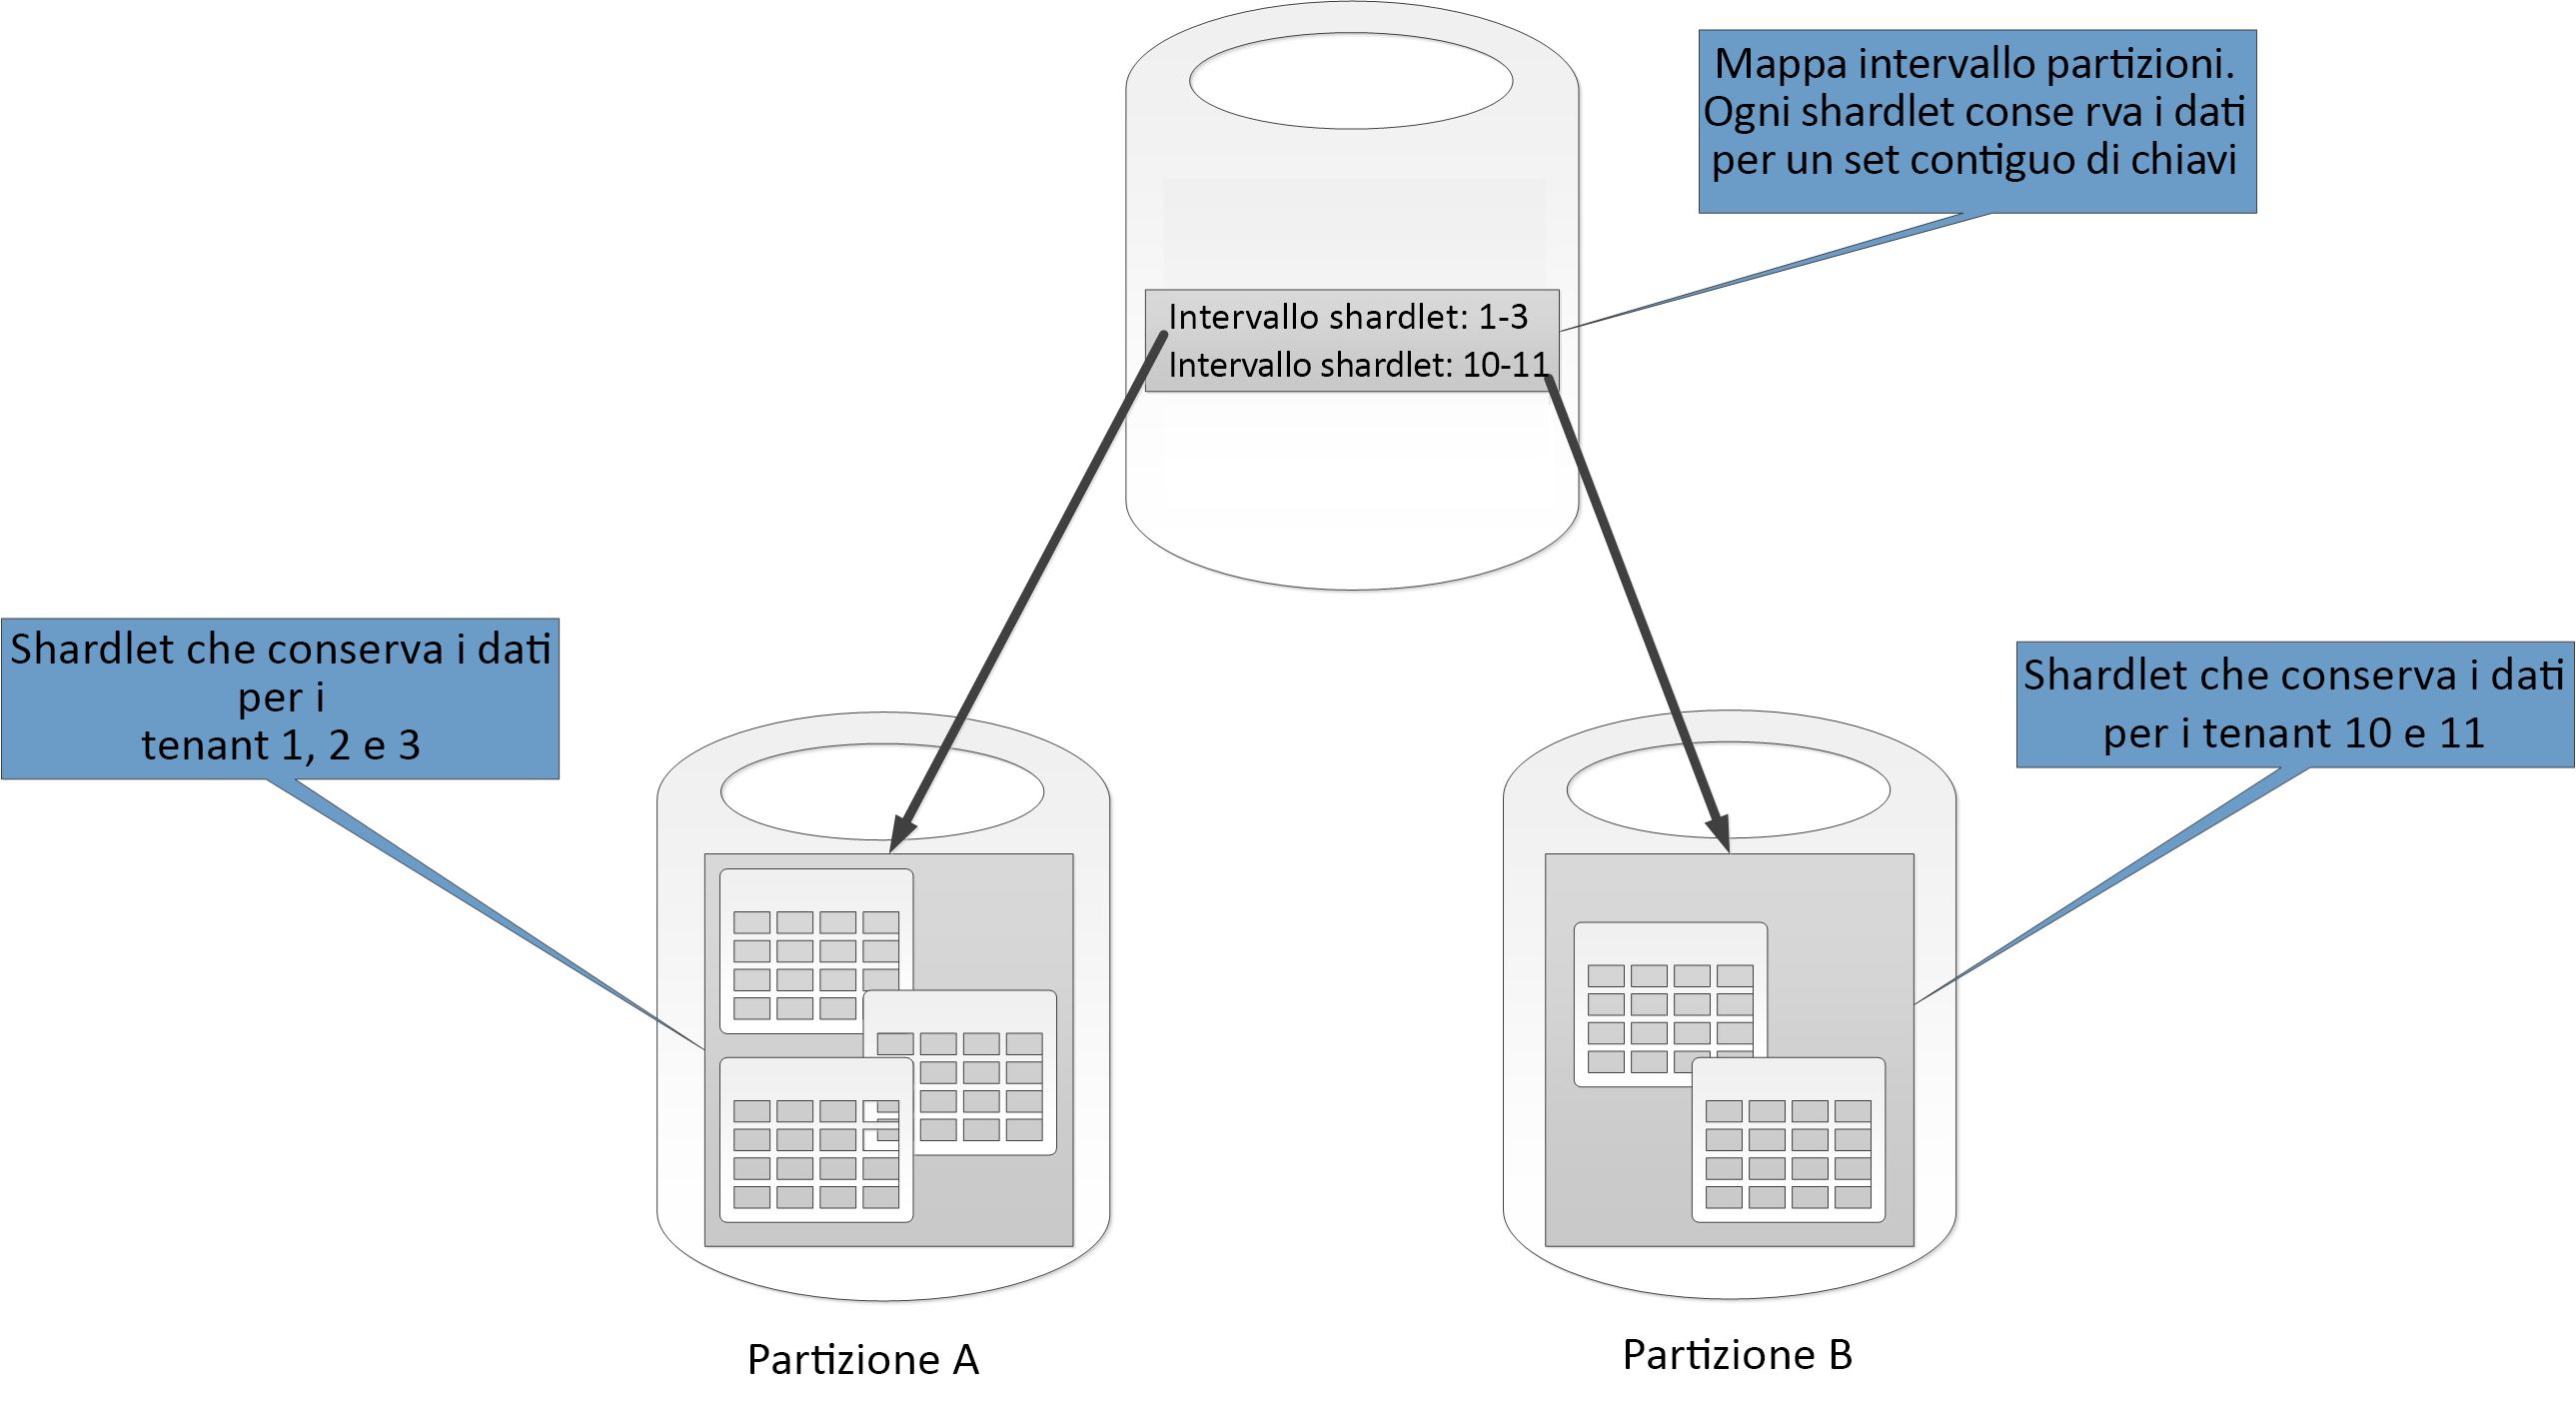 Mappa intervallo partizioni.
Ogni shardlet conse rva i dati
per un set contiguo di chiavi
Intervallo shardlet: 1-3
Intervallo shardlet: 10-11
Shardlet che conserva i dati
per i
tenant 1, 2 e 3
Shardlet che conserva i dati
per i tenant 10 e 11
Partizione A
Partizione B